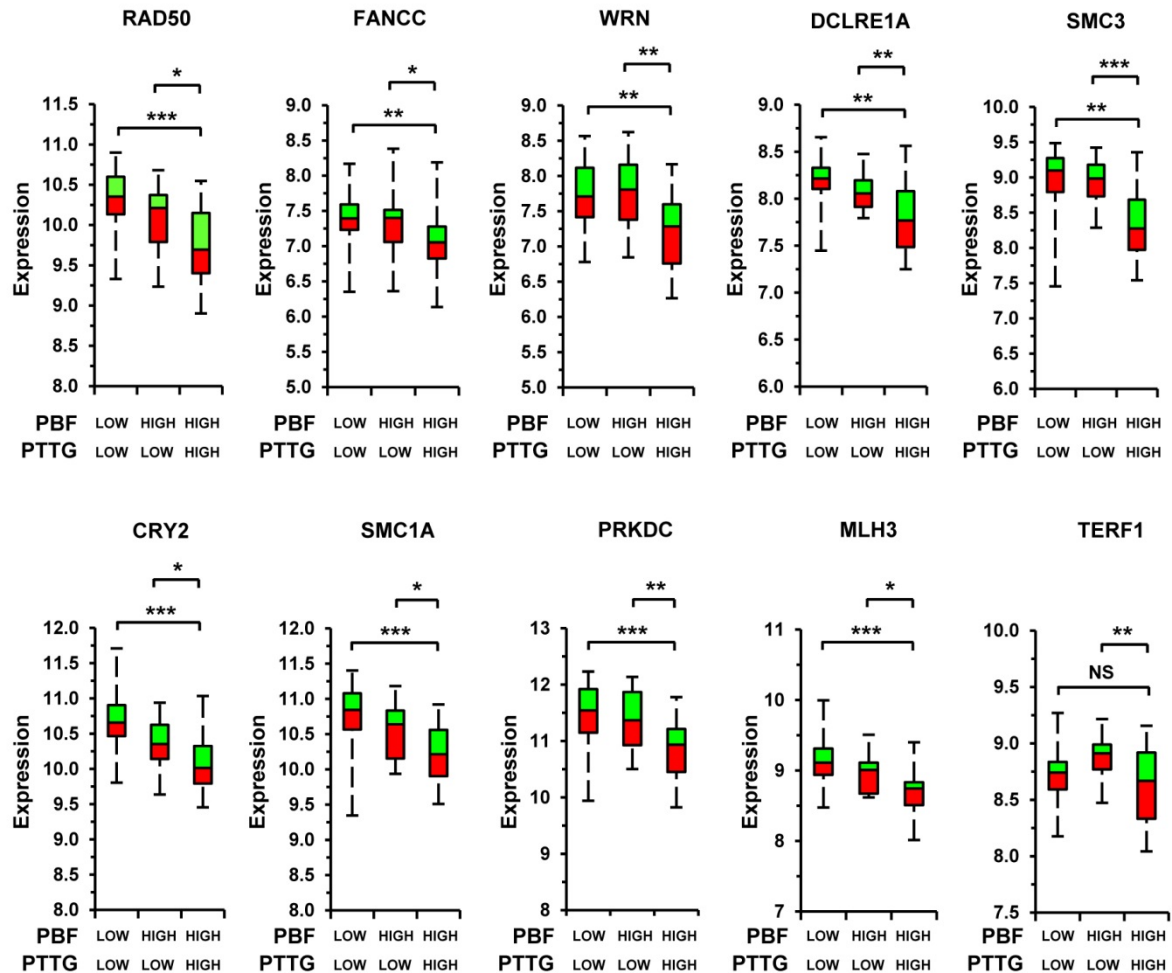 RAD50 FANCC WRN DCLRE1A SMC3
* * ** ** ***
*** ** ** ** **
Expression Expression Expression Expression Expression
11.5 9.0 9.0 9.0 10.0
11.0 8.5 8.5 8.5 9.5
10.5 8.0 8.0 8.0 9.0
10.0 7.5 7.5 7.5 8.5
9.5 7.0 7.0 7.0 8.0
9.0 6.5 6.5 6.5 7.5
8.5 6.0 6.0 6.0 7.0
8.0 5.5 5.5 6.5
5.0 5.0 6.0
PBF LOW HIGH HIGH PBF LOW HIGH HIGH PBF LOW HIGH HIGH PBF LOW HIGH HIGH PBF LOW HIGH HIGH
PTTG LOW LOW HIGH PTTG LOW LOW HIGH PTTG LOW LOW HIGH PTTG LOW LOW HIGH PTTG LOW LOW HIGH
CRY2 SMC1A PRKDC MLH3 TERF1
* * ** * **
*** *** *** *** NS
Expression Expression Expression Expression Expression
12.0 12.0 13 11 10.0
11.5 11.5 12 10 9.5
11.0 11.0 11 9 9.0
10.5 10.5 10 8 8.5
10.0 10.0 9 7 8.0
9.5 9.5 8 7.5
9.0 9.0
8.5 8.5
8.0 8.0
PBF LOW HIGH HIGH PBF LOW HIGH HIGH PBF LOW HIGH HIGH PBF LOW HIGH HIGH PBF LOW HIGH HIGH
PTTG LOW LOW HIGH PTTG LOW LOW HIGH PTTG LOW LOW HIGH PTTG LOW LOW HIGH PTTG LOW LOW HIGH